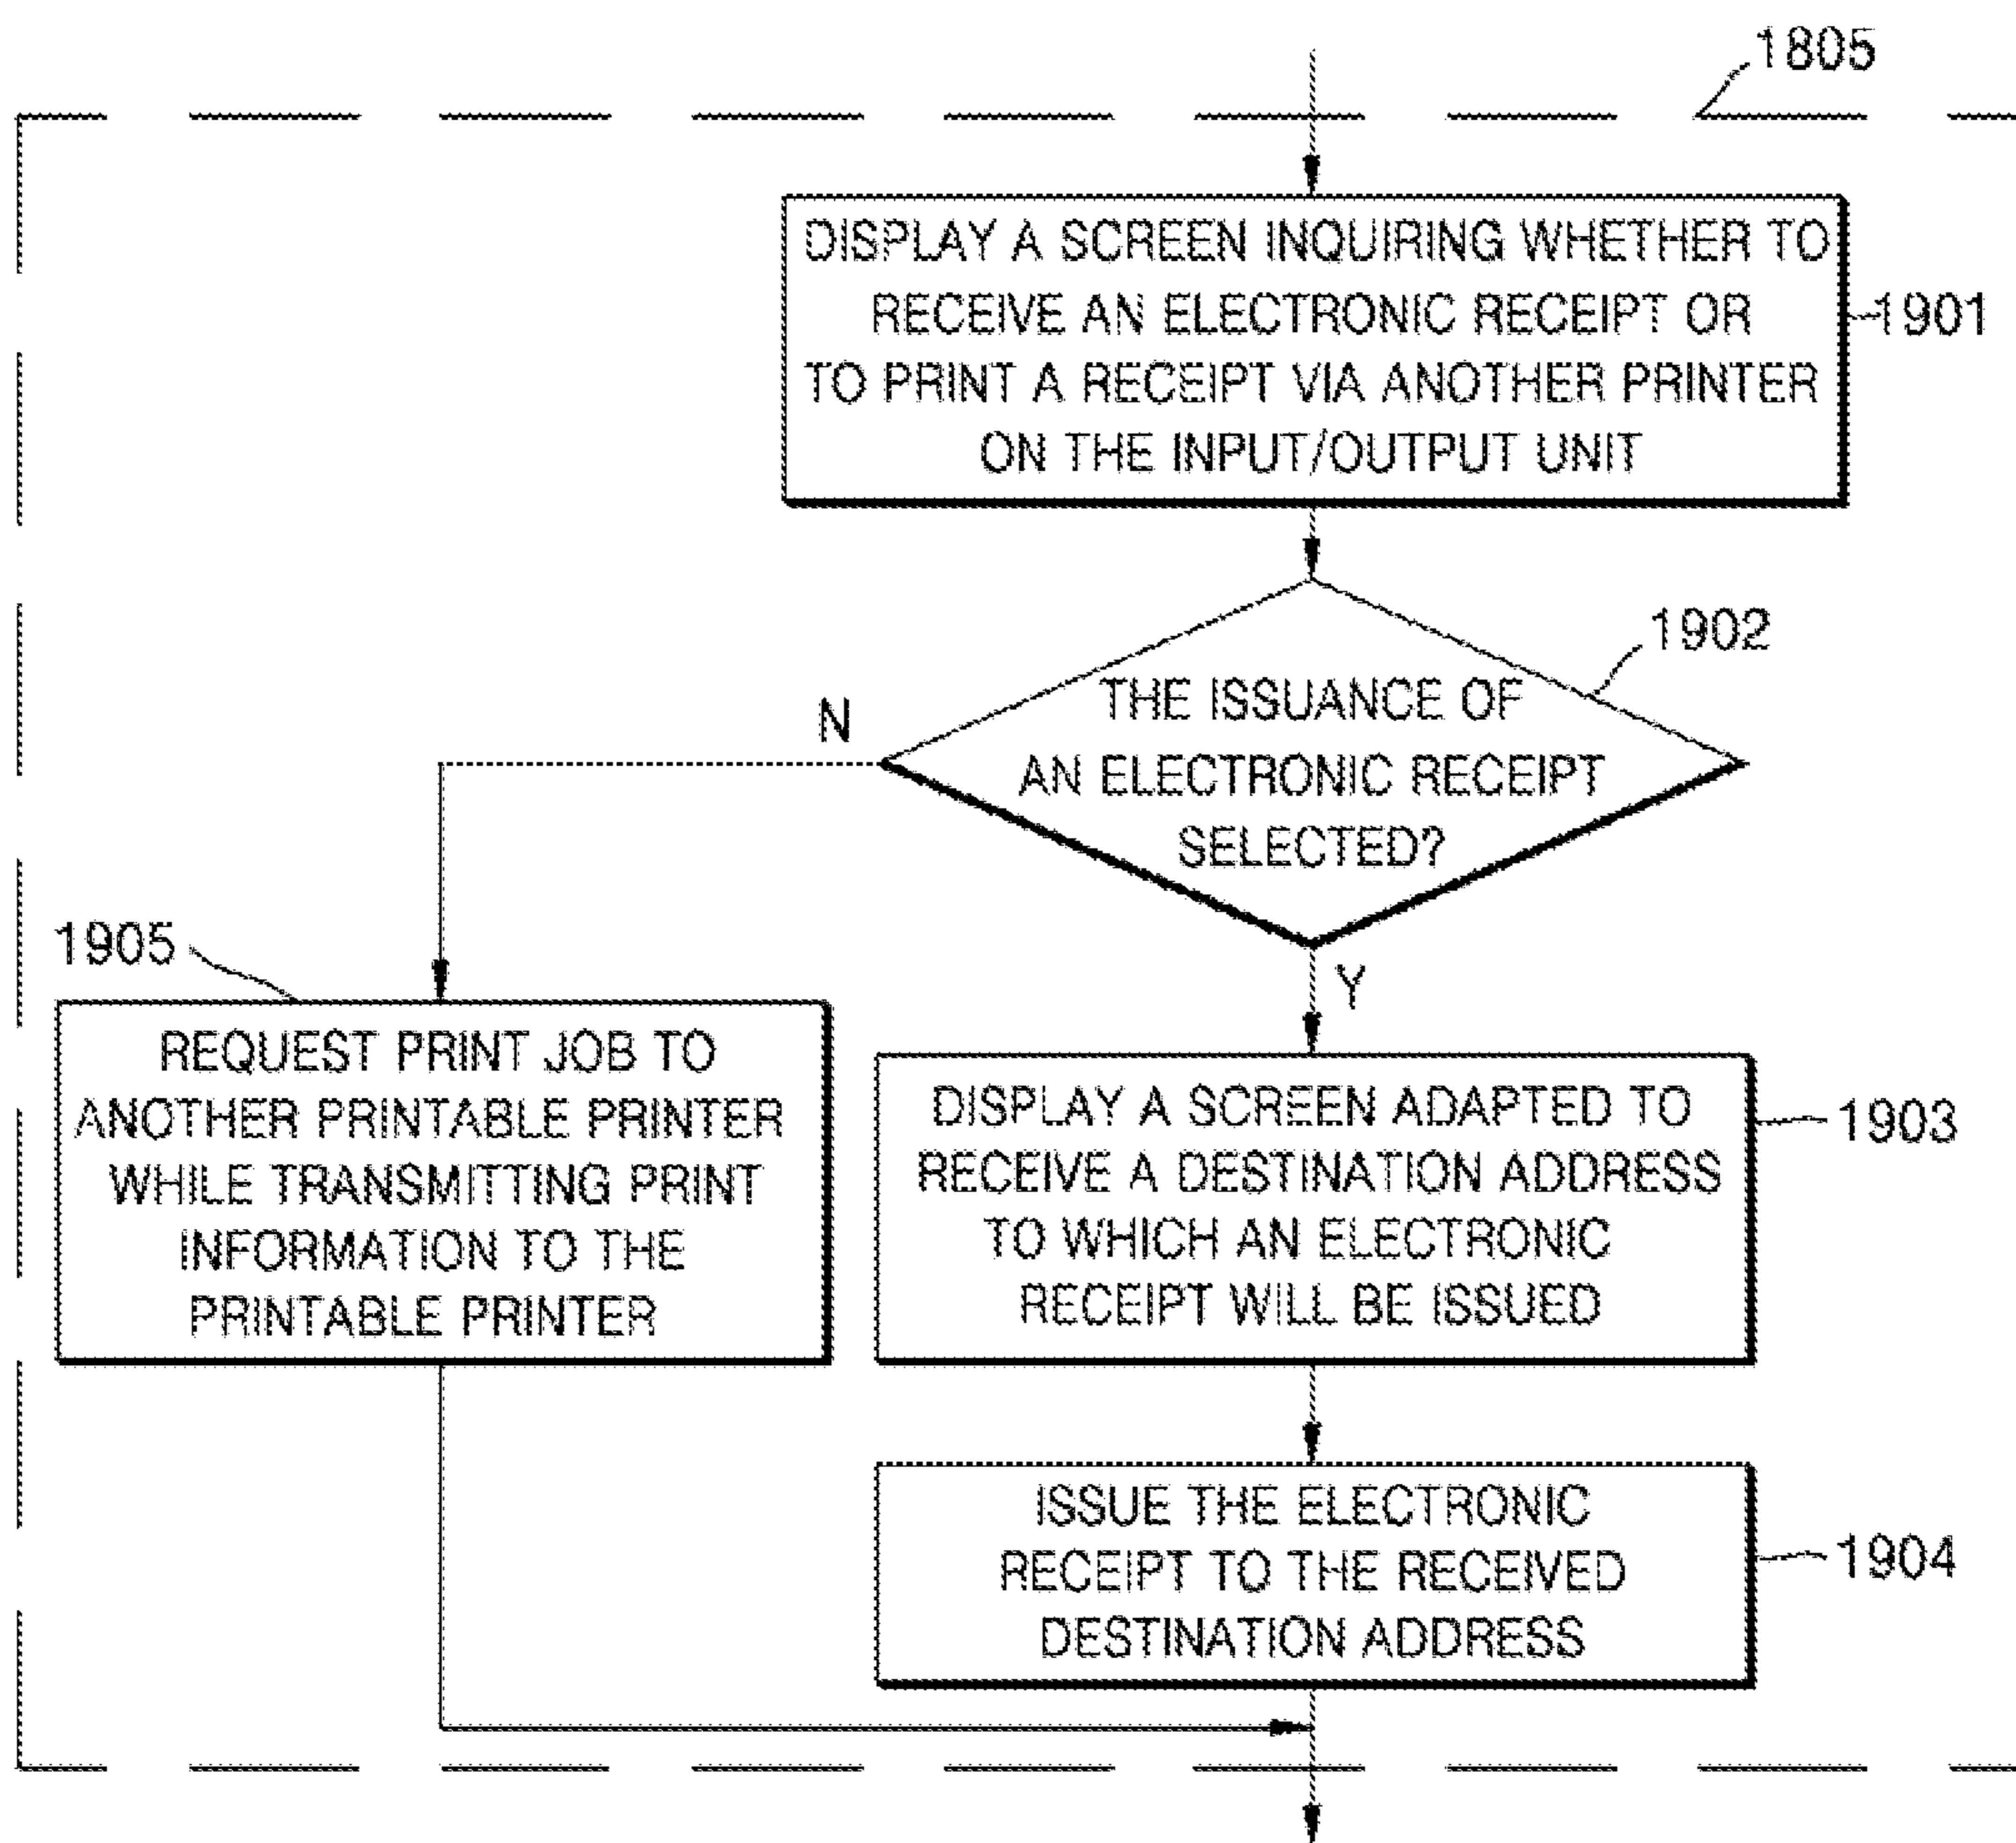 1805
DISPLAY A SCREEN INQUIRING WHETHER TO
RECEIVE AN ELECTRONIC RECEIPT OR
TO PRINT A RECEIPT VIA ANOTHER PRINTER
ON THE INPUT/OUTPUT UNIT
1901
1902
THE ISSUANCE OF
AN ELECTRONIC RECEIPT
SELECTED?
N
Y
1905
REQUEST PRINT JOB TO
ANOTHER PRINTABLE PRINTER
WHILE TRANSMITTING PRINT
INFORMATION TO THE
PRINTABLE PRINTER
DISPLAY A SCREEN ADAPTED TO
RECEIVE A DESTINATION ADDRESS
TO WHICH AN ELECTRONIC
RECEIPT WILL BE ISSUED
1903
ISSUE THE ELECTRONIC
RECEIPT TO THE RECEIVED
DESTINATION ADDRESS
1904